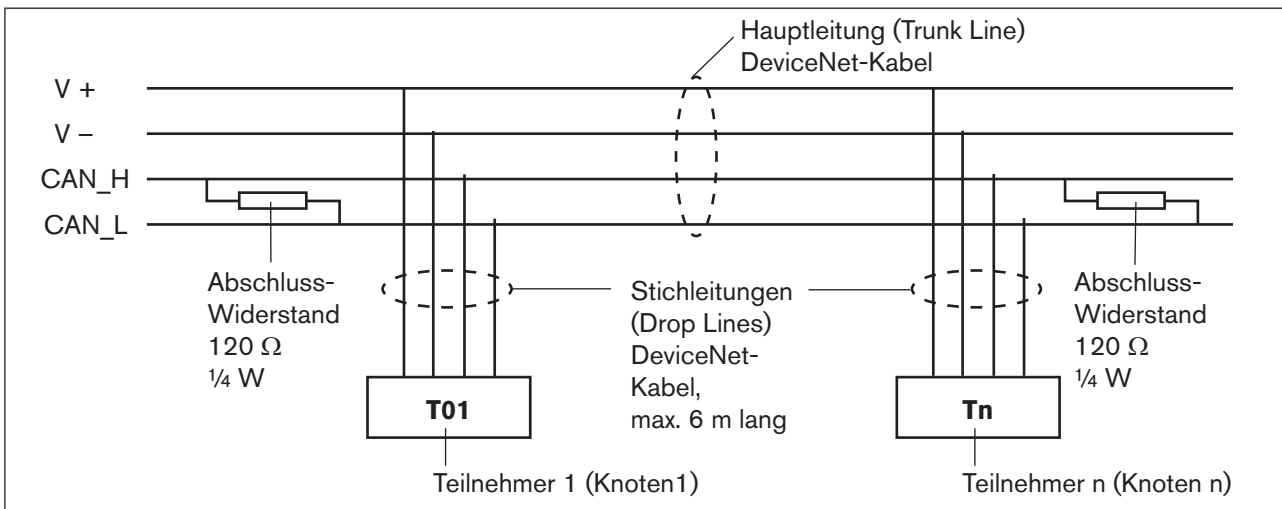 Hauptleitung (Trunk Line)
DeviceNet-Kabel
V +
V –
CAN_H
CAN_L
Abschluss-
Widerstand
120 Ω
¼ W
Stichleitungen
(Drop Lines)
DeviceNet-
Kabel,
max. 6 m lang
Abschluss-
Widerstand
120 Ω
¼ W
T01
Tn
Teilnehmer 1 (Knoten1)
Teilnehmer n (Knoten n)